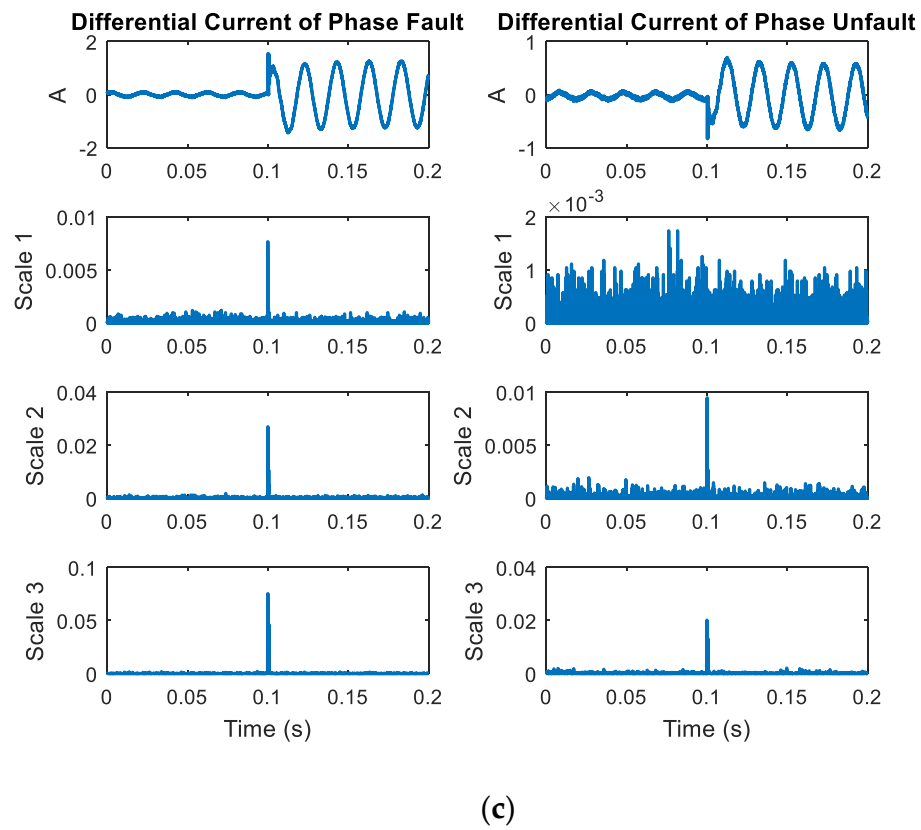 Differential Current of Phase Fault
A
2
0
-2
0 0.05 0.1 0.15 0.2
Scale 1
0.01
0.005
0
0 0.05 0.1 0.15 0.2
Scale 2
0.04
0.02
0
0 0.05 0.1 0.15 0.2
Scale 3
0.1
0.05
0
0 0.05 0.1 0.15 0.2
Time (s)
Differential Current of Phase Unfault
A
1
0
-1
0 0.05 0.1 0.15 0.2
×10⁻³
Scale 1
2
1
0
0 0.05 0.1 0.15 0.2
Scale 2
0.01
0.005
0
0 0.05 0.1 0.15 0.2
Scale 3
0.04
0.02
0
0 0.05 0.1 0.15 0.2
Time (s)
(c)